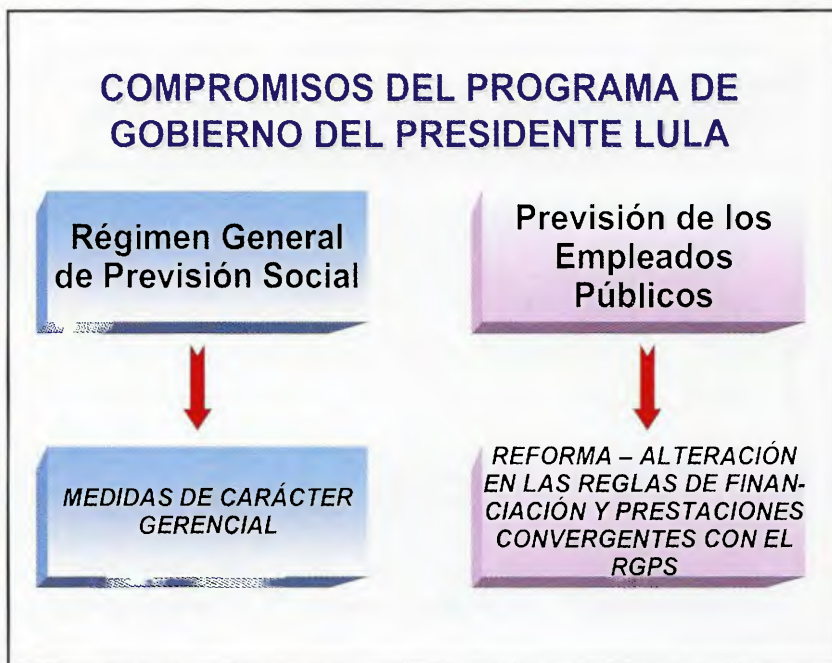 COMPROMISOS DEL PROGRAMA DE
GOBIERNO DEL PRESIDENTE LULA
Régimen General
de Previsión Social
Previsión de los
Empleados
Públicos
MEDIDAS DE CARÁCTER
GERENCIAL
REFORMA – ALTERACIÓN
EN LAS REGLAS DE FINAN-
CIACIÓN Y PRESTACIONES
CONVERGENTES CON EL
RGPS